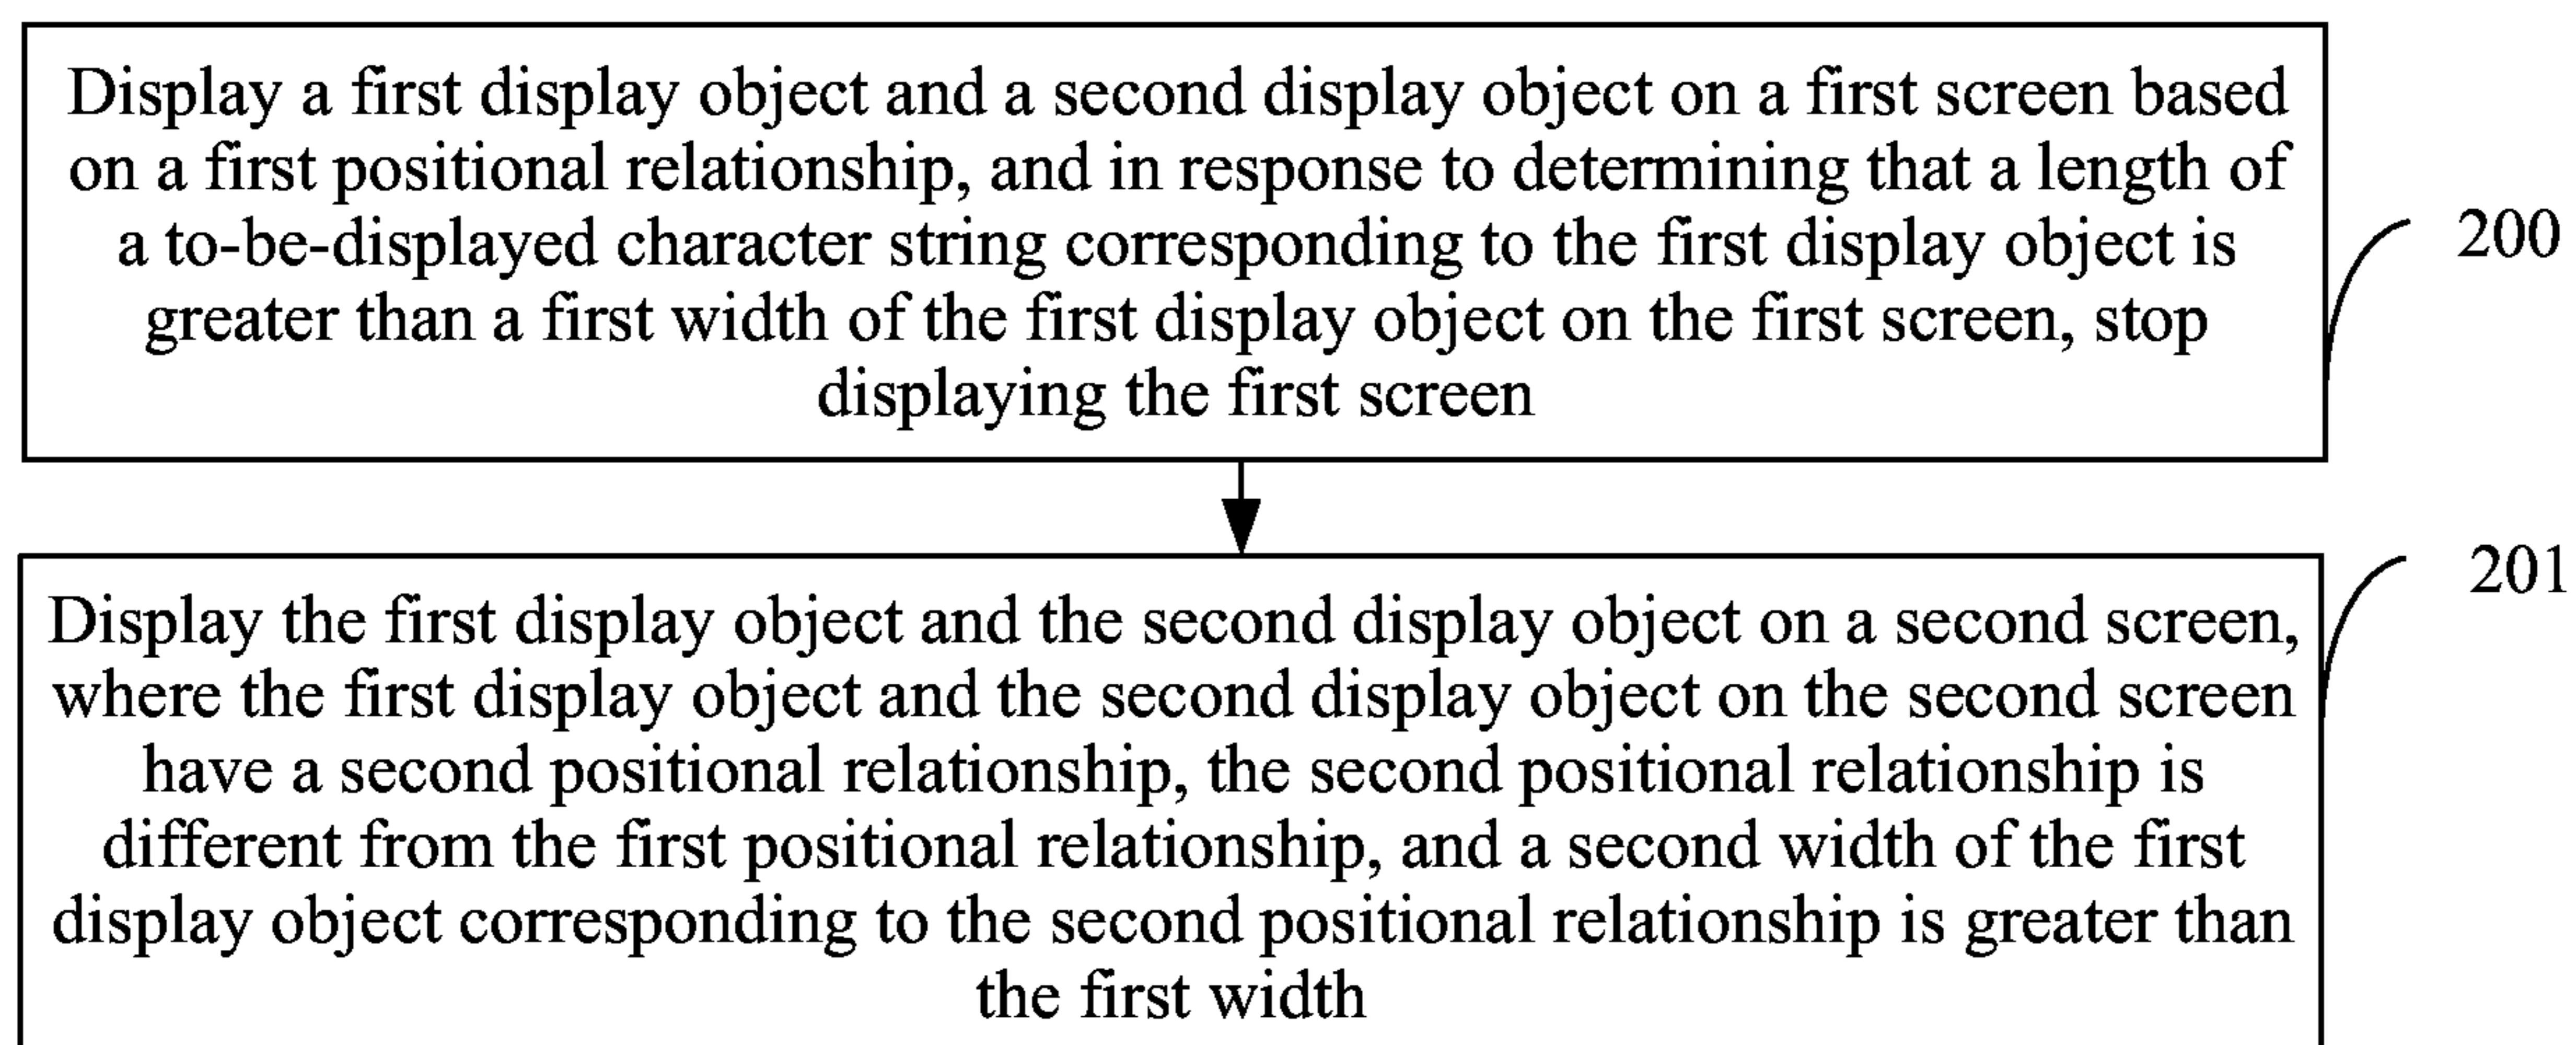 Display a first display object and a second display object on a first screen based
on a first positional relationship, and in response to determining that a length of
a to-be-displayed character string corresponding to the first display object is
greater than a first width of the first display object on the first screen, stop
displaying the first screen
200
Display the first display object and the second display object on a second screen,
where the first display object and the second display object on the second screen
have a second positional relationship, the second positional relationship is
different from the first positional relationship, and a second width of the first
display object corresponding to the second positional relationship is greater than
the first width
201